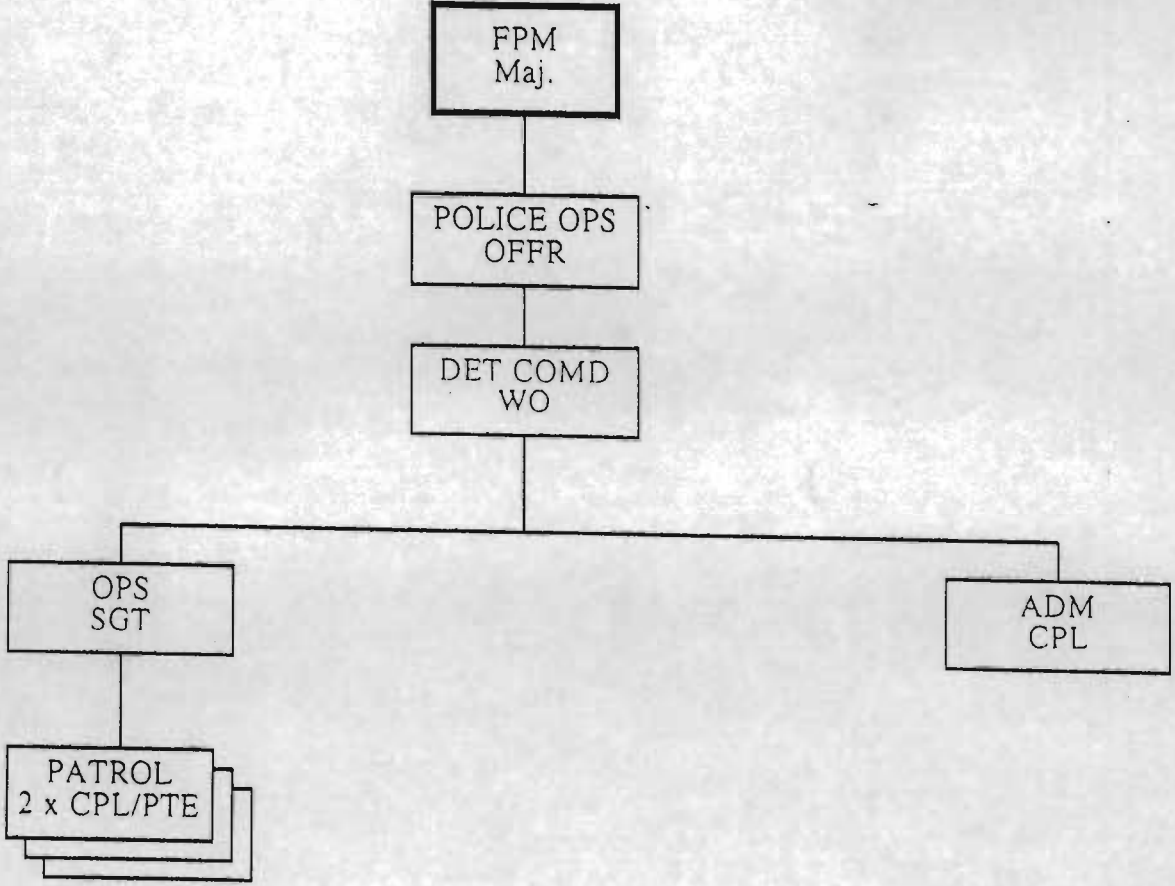 FPM
Maj.
POLICE OPS
OFFR
DET COMD
WO
OPS
SGT
ADM
CPL
PATROL
2 x CPL/PTE